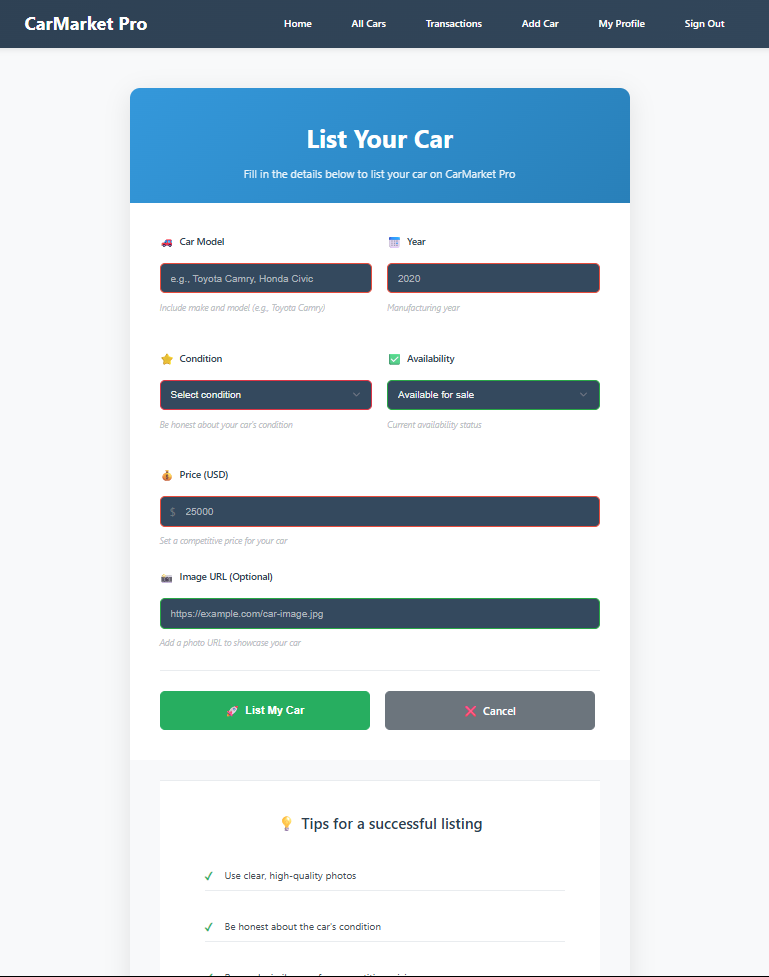 CarMarket Pro
Home All Cars Transactions Add Car My Profile Sign Out
List Your Car
Fill in the details below to list your car on CarMarket Pro
Car Model Year
e.g., Toyota Camry, Honda Civic 2020
Include make and model (e.g., Toyota Camry) Manufacturing year
Condition Availability
Select condition Available for sale
Be honest about your car's condition Current availability status
Price (USD)
$ 25000
Set a competitive price for your car
Image URL (Optional)
https://example.com/car-image.jpg
Add a photo URL to showcase your car
List My Car Cancel
Tips for a successful listing
Use clear, high-quality photos
Be honest about the car's condition